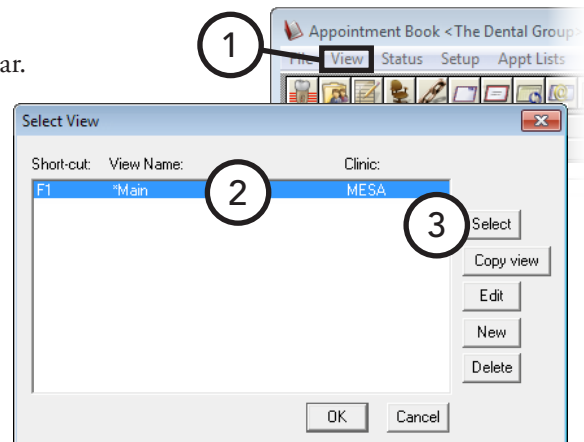 Appointment Book <The Dental Group>
1
File View Status Setup Appt Lists
ar.
Select View
Short-cut: View Name: Clinic:
F1 *Main MESA
2
3
Select
Copy view
Edit
New
Delete
OK Cancel